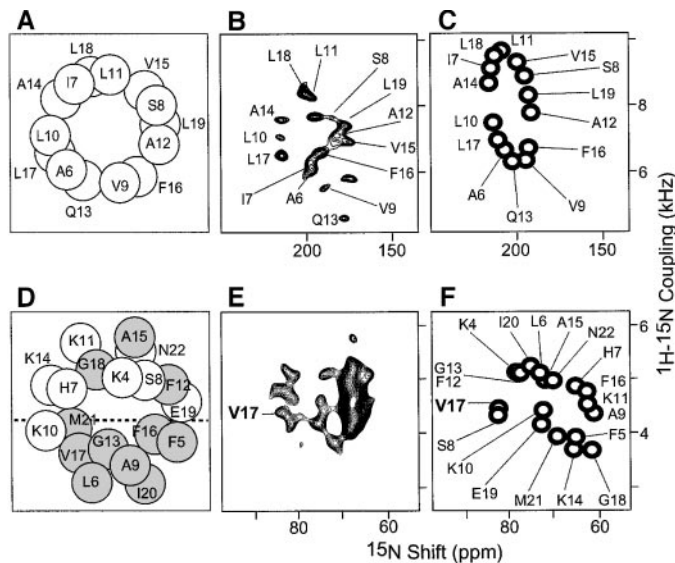 A
L18
L11
V15
I7
A14
S8
L19
L10
A12
L17
A6
V9
F16
Q13
B
L18
L11
S8
L19
A14
A12
L10
L17
V15
F16
I7
A6
V9
Q13
200
150
C
L18
L11
I7
V15
S8
A14
L19
L10
A12
L17
F16
A6
Q13
V9
200
150
8
6
D
A15
K11
N22
K14
G18
K4
S8
F12
H7
E19
M21
K10
G13
F16
F5
V17
A9
L6
I20
E
V17
80
60
F
L6
I20
A15
K4
N22
G13
H7
F12
F16
K11
V17
A9
S8
F5
K10
E19
M21
K14
G18
80
60
6
4
¹H-¹⁵N Coupling (kHz)
¹⁵N Shift (ppm)